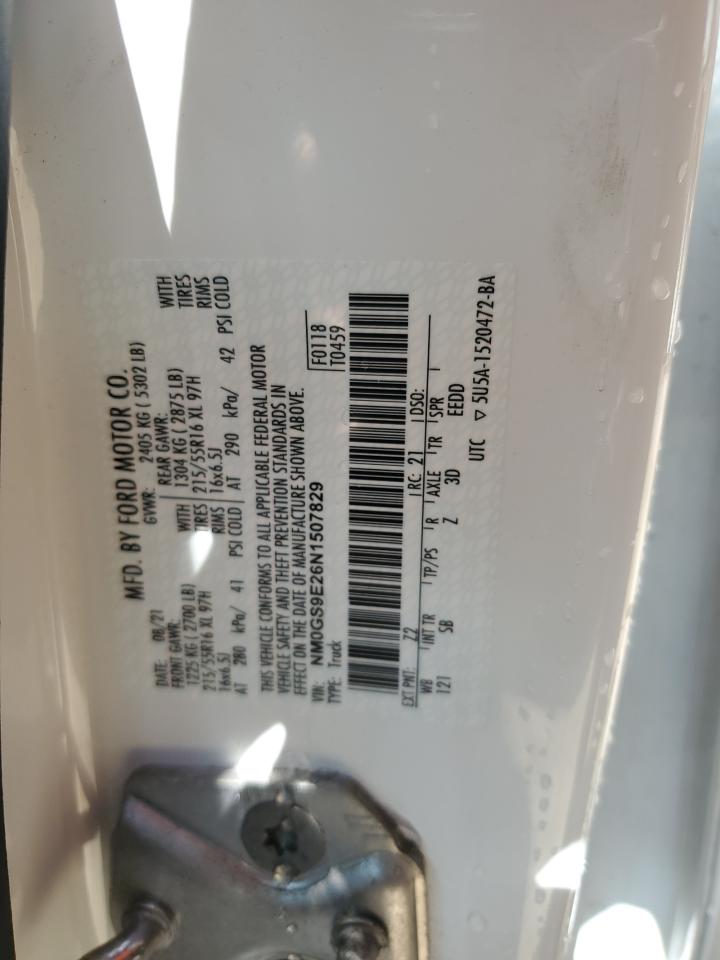 MFD. BY FORD MOTOR CO.
DATE: 08/21 GVWR: 2405 KG ( 5302 LB)
FRONT GAWR: REAR GAWR:
1225 KG ( 2700 LB) WITH 1304 KG ( 2875 LB) WITH
215/55R16 XL 97H TIRES 215/55R16 XL 97H TIRES
16x6.5J RIMS 16x6.5J RIMS
AT 280 kPa/ 41 PSI COLD AT 290 kPa/ 42 PSI COLD
THIS VEHICLE CONFORMS TO ALL APPLICABLE FEDERAL MOTOR
VEHICLE SAFETY AND THEFT PREVENTION STANDARDS IN
EFFECT ON THE DATE OF MANUFACTURE SHOWN ABOVE.
VIN: NM0GS9E26N1507829 F0118
TYPE: Truck T0459
EXT PNT: Z2 RC: 21 DSO:
WB INT TR TP/PS R AXLE TR SPR
121 SB Z 3D EEDD
UTC ▽ 5U5A-1520472-BA